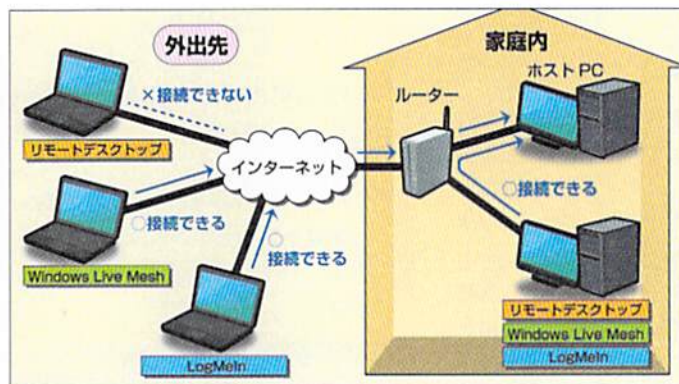 外出先
家庭内
ホストPC
ルーター
×接続できない
リモートデスクトップ
インターネット
○接続できる
○接続できる
Windows Live Mesh
○
接続できる
リモートデスクトップ
Windows Live Mesh
LogMeIn
LogMeIn